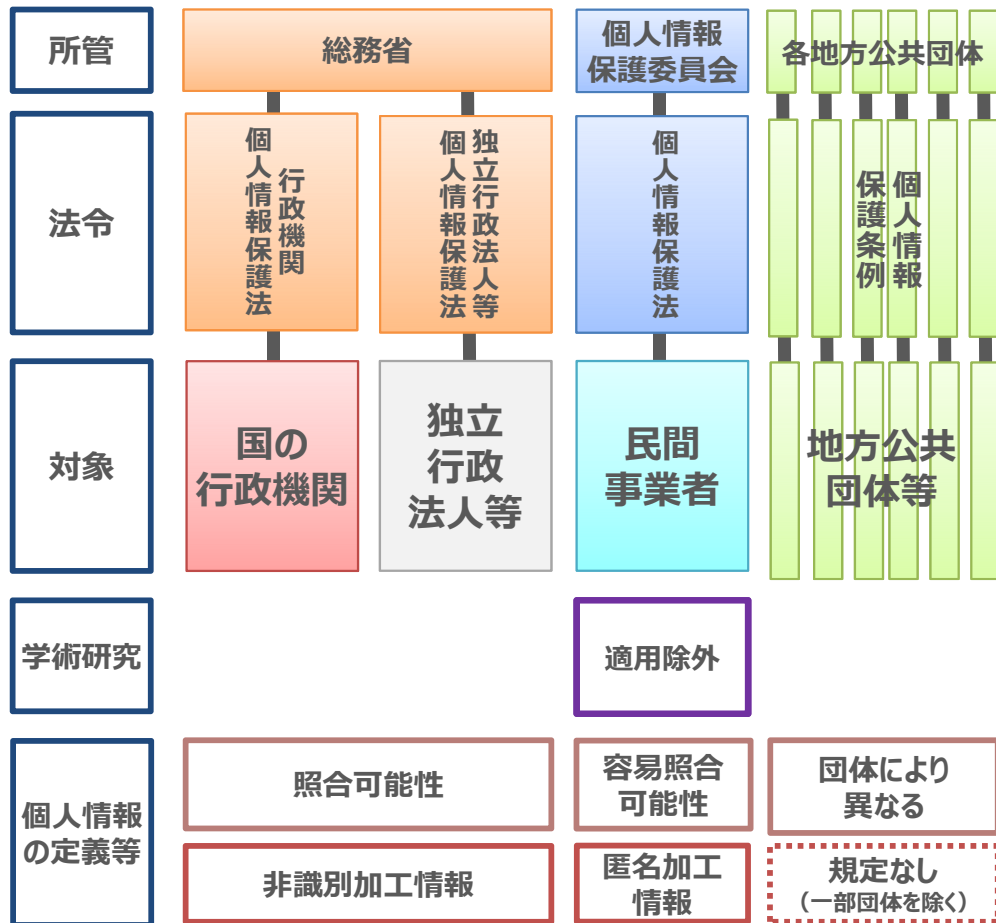 所管
総務省
個人情報
保護委員会
各地方公共団体
法令
行政機関
個人情報保護法
独立行政法人等
個人情報保護法
個人情報保護法
個人情報
保護条例
対象
国の
行政機関
独立
行政
法人等
民間
事業者
地方公共
団体等
学術研究
適用除外
個人情報
の定義等
照合可能性
容易照合
可能性
団体により
異なる
非識別加工情報
匿名加工
情報
規定なし
（一部団体を除く）